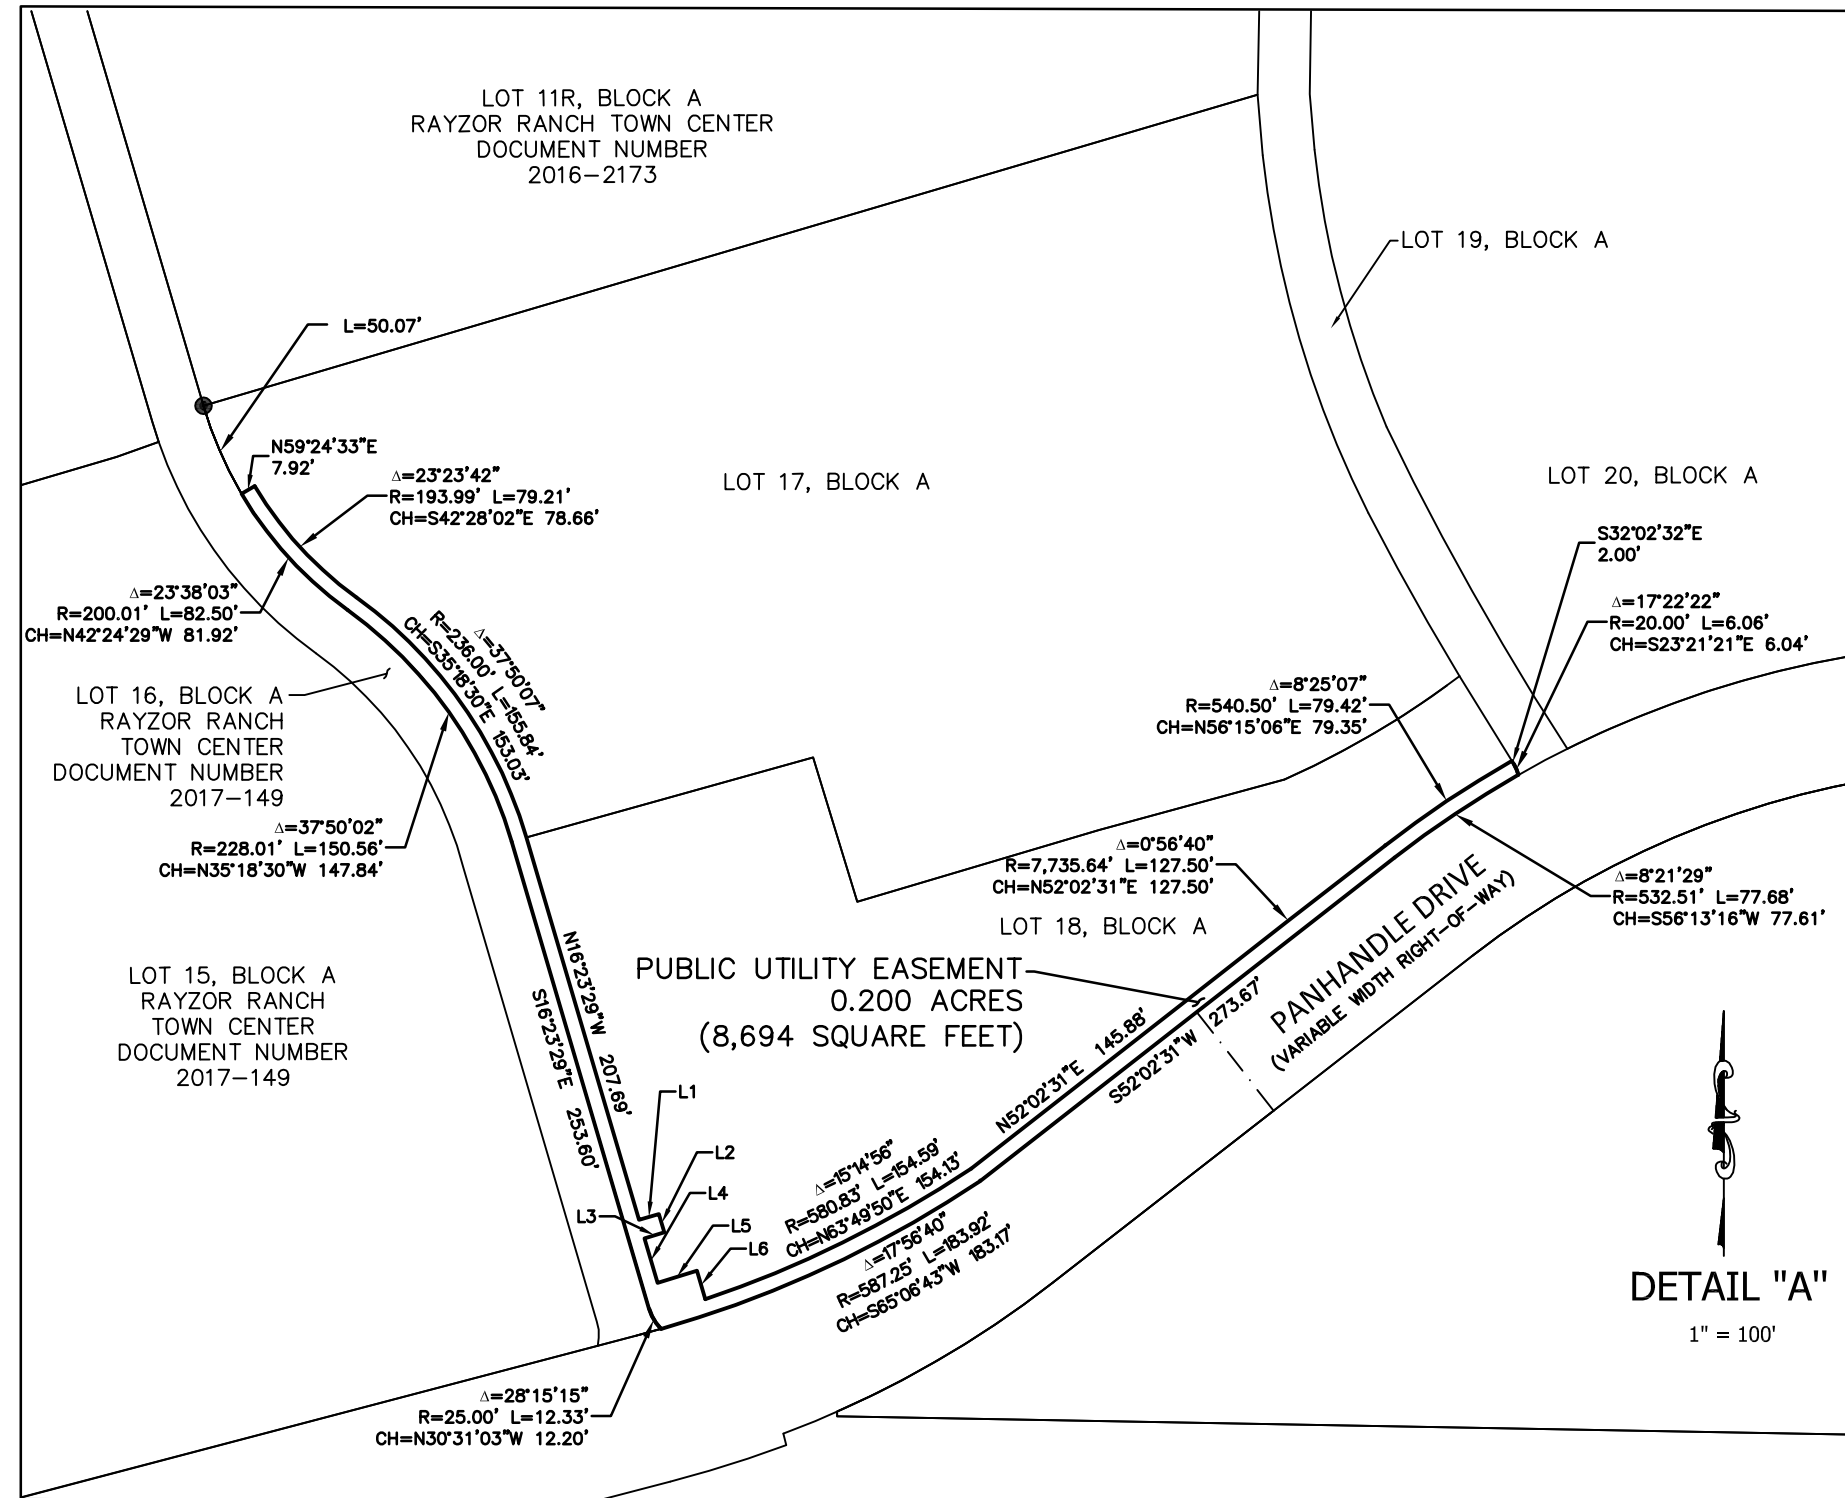 LOT 11R, BLOCK A
RAYZOR RANCH TOWN CENTER
DOCUMENT NUMBER
2016-2173
LOT 19, BLOCK A
L=50.07'
N59°24'33"E
7.92'
Δ=23°23'42"
R=193.99' L=79.21'
CH=S42°28'02"E 78.66'
LOT 17, BLOCK A
LOT 20, BLOCK A
S32°02'32"E
2.00'
Δ=23°38'03"
R=200.01' L=82.50'
CH=N42°24'29"W 81.92'
Δ=17°22'22"
R=20.00' L=6.06'
CH=S23°21'21"E 6.04'
Δ=37°50'07"
R=236.00' L=155.84'
CH=S35°18'30"E 153.03'
LOT 16, BLOCK A
RAYZOR RANCH
TOWN CENTER
DOCUMENT NUMBER
2017-149
Δ=8°25'07"
R=540.50' L=79.42'
CH=N56°15'06"E 79.35'
Δ=37°50'02"
R=228.01' L=150.56'
CH=N35°18'30"W 147.84'
Δ=0°56'40"
R=7,735.64' L=127.50'
CH=N52°02'31"E 127.50'
Δ=8°21'29"
R=532.51' L=77.68'
CH=S56°13'16"W 77.61'
LOT 18, BLOCK A
PANHANDLE DRIVE
(VARIABLE WIDTH RIGHT-OF-WAY)
PUBLIC UTILITY EASEMENT
0.200 ACRES
(8,694 SQUARE FEET)
LOT 15, BLOCK A
RAYZOR RANCH
TOWN CENTER
DOCUMENT NUMBER
2017-149
N16°23'29"W 207.69'
S16°23'29"E 253.60'
N52°02'31"E 145.88'
S52°02'31"W 273.67'
L1
L2
L4
L3
L5
L6
Δ=15°14'56"
R=580.83' L=154.59'
CH=N63°49'50"E 154.13'
Δ=17°56'40"
R=587.25' L=183.92'
CH=S65°06'43"W 183.17'
DETAIL "A"
1" = 100'
Δ=28°15'15"
R=25.00' L=12.33'
CH=N30°31'03"W 12.20'